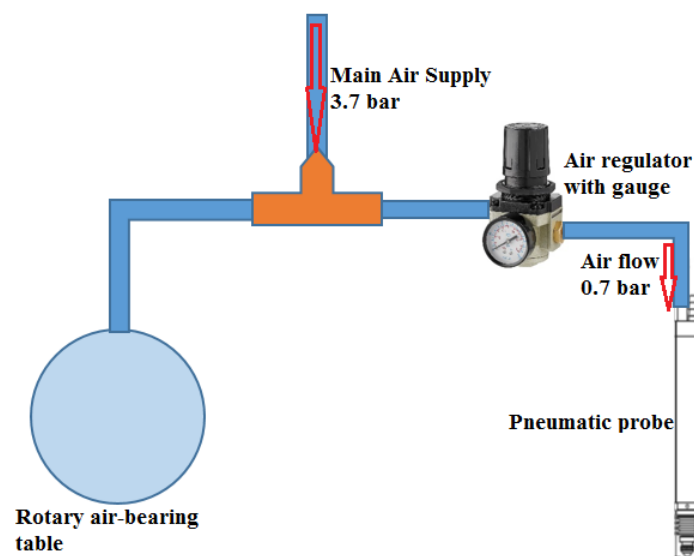 Main Air Supply
3.7 bar
Air regulator
with gauge
Air flow
0.7 bar
Pneumatic probe
Rotary air-bearing
table